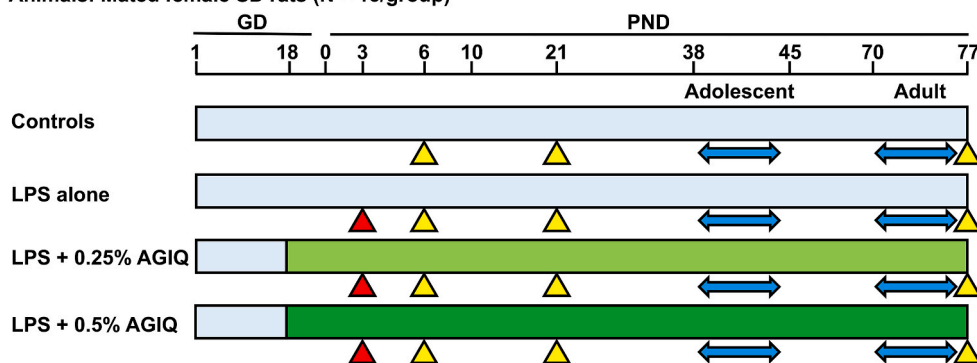 GD PND
1 18 0 3 6 10 21 38 45 70 77
Adolescent Adult
Controls
LPS alone
LPS + 0.25% AGIQ
LPS + 0.5% AGIQ